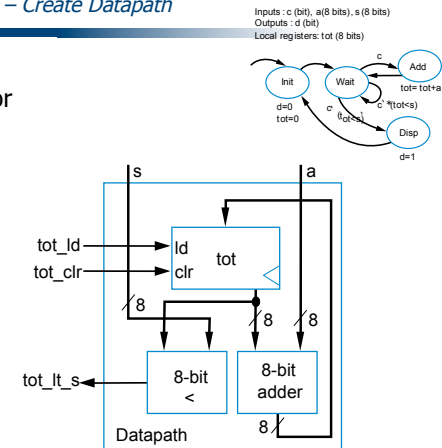 – Create Datapath
Inputs : c (bit), a(8 bits), s (8 bits)
Outputs : d (bit)
Local registers: tot (8 bits)
or
c
Init
Wait
Add
d=0
tot=0
tot= tot+a
c' *(tot<s)
c'
(tot<s)'
Disp
d=1
s
a
tot_ld
ld
tot
tot_clr
clr
8
8
8
tot_lt_s
8-bit
<
8-bit
adder
8
Datapath